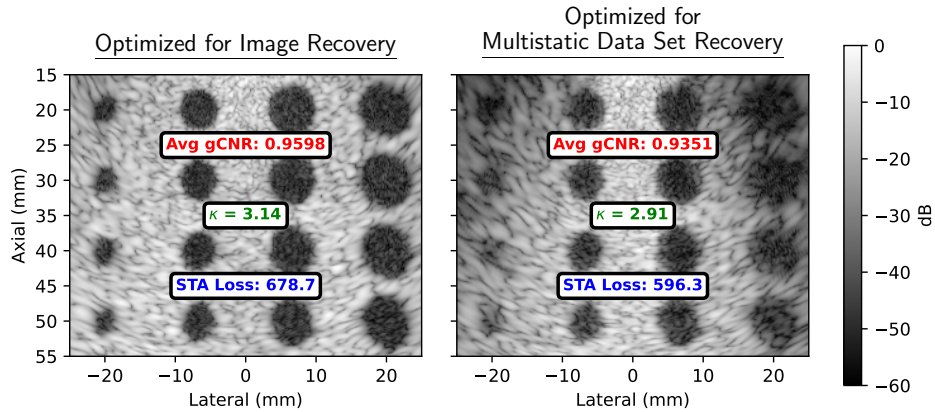 Optimized for Image Recovery
Optimized for
Multistatic Data Set Recovery
Axial (mm)
15
20
25
30
35
40
45
50
55
Avg gCNR: 0.9598
κ = 3.14
STA Loss: 678.7
−20
−10
0
10
20
Lateral (mm)
Avg gCNR: 0.9351
κ = 2.91
STA Loss: 596.3
−20
−10
0
10
20
Lateral (mm)
0
−10
−20
−30
−40
−50
−60
dB